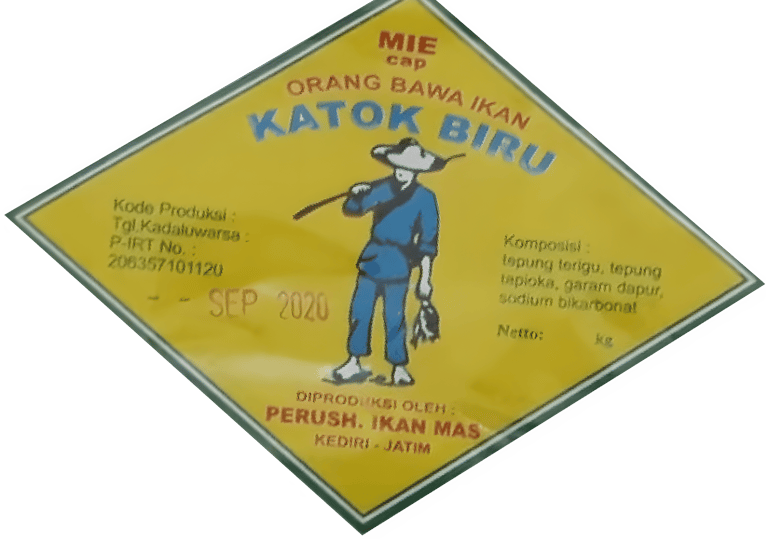 MIE
cap
ORANG BAWA IKAN
KATOK BIRU
Kode Produksi :
Tgl.Kadaluwarsa :
P-IRT No. :
206357101120
- - SEP 2020
Komposisi :
tepung terigu, tepung
tapioka, garam dapur,
sodium bikarbonat
Netto: kg
DIPRODUKSI OLEH :
PERUSH. IKAN MAS
KEDIRI - JATIM